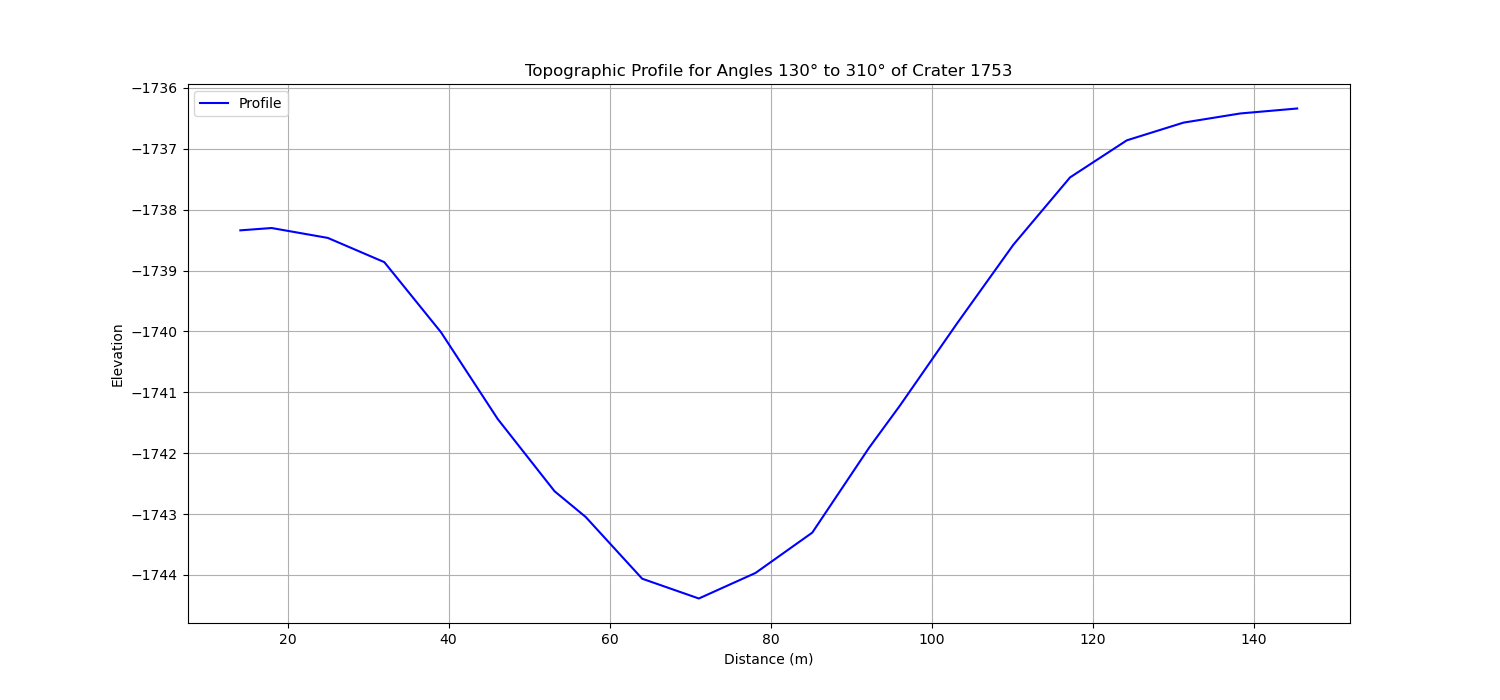 Topographic Profile for Angles 130° to 310° of Crater 1753
Profile
−1736
−1737
−1738
−1739
−1740
−1741
−1742
−1743
−1744
Elevation
20 40 60 80 100 120 140
Distance (m)